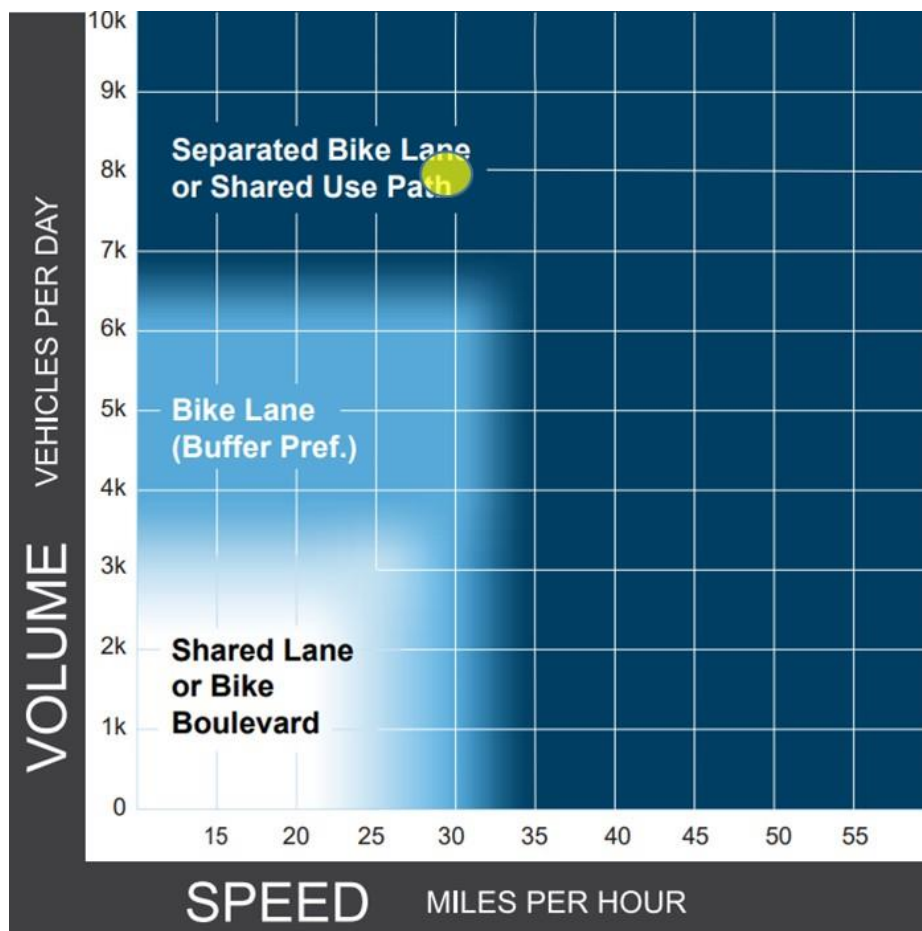 10k
9k
8k
7k
6k
5k
4k
3k
2k
1k
0
VOLUME VEHICLES PER DAY
Separated Bike Lane
or Shared Use Path
Bike Lane
(Buffer Pref.)
Shared Lane
or Bike
Boulevard
15 20 25 30 35 40 45 50 55
SPEED MILES PER HOUR